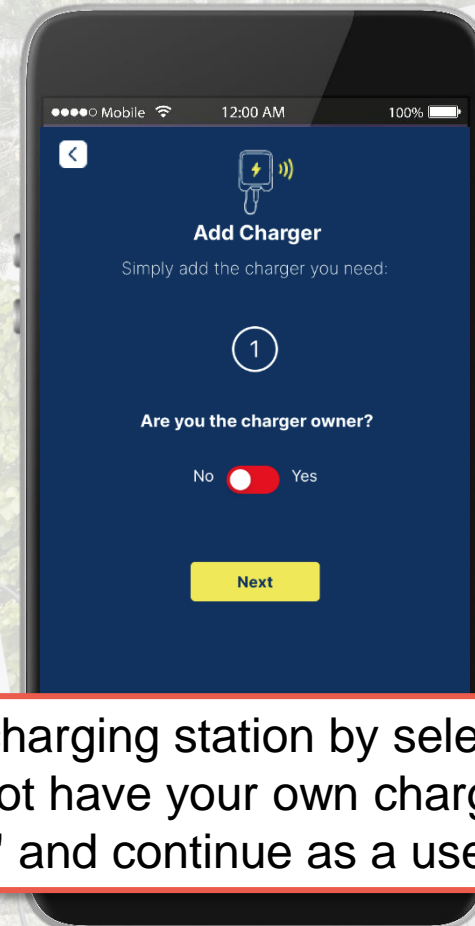 Mobile 12:00 AM 100%
Add Charger
Simply add the charger you need:
1
Are you the charger owner?
No Yes
Next
harging station by sele
ot have your own charg
" and continue as a use